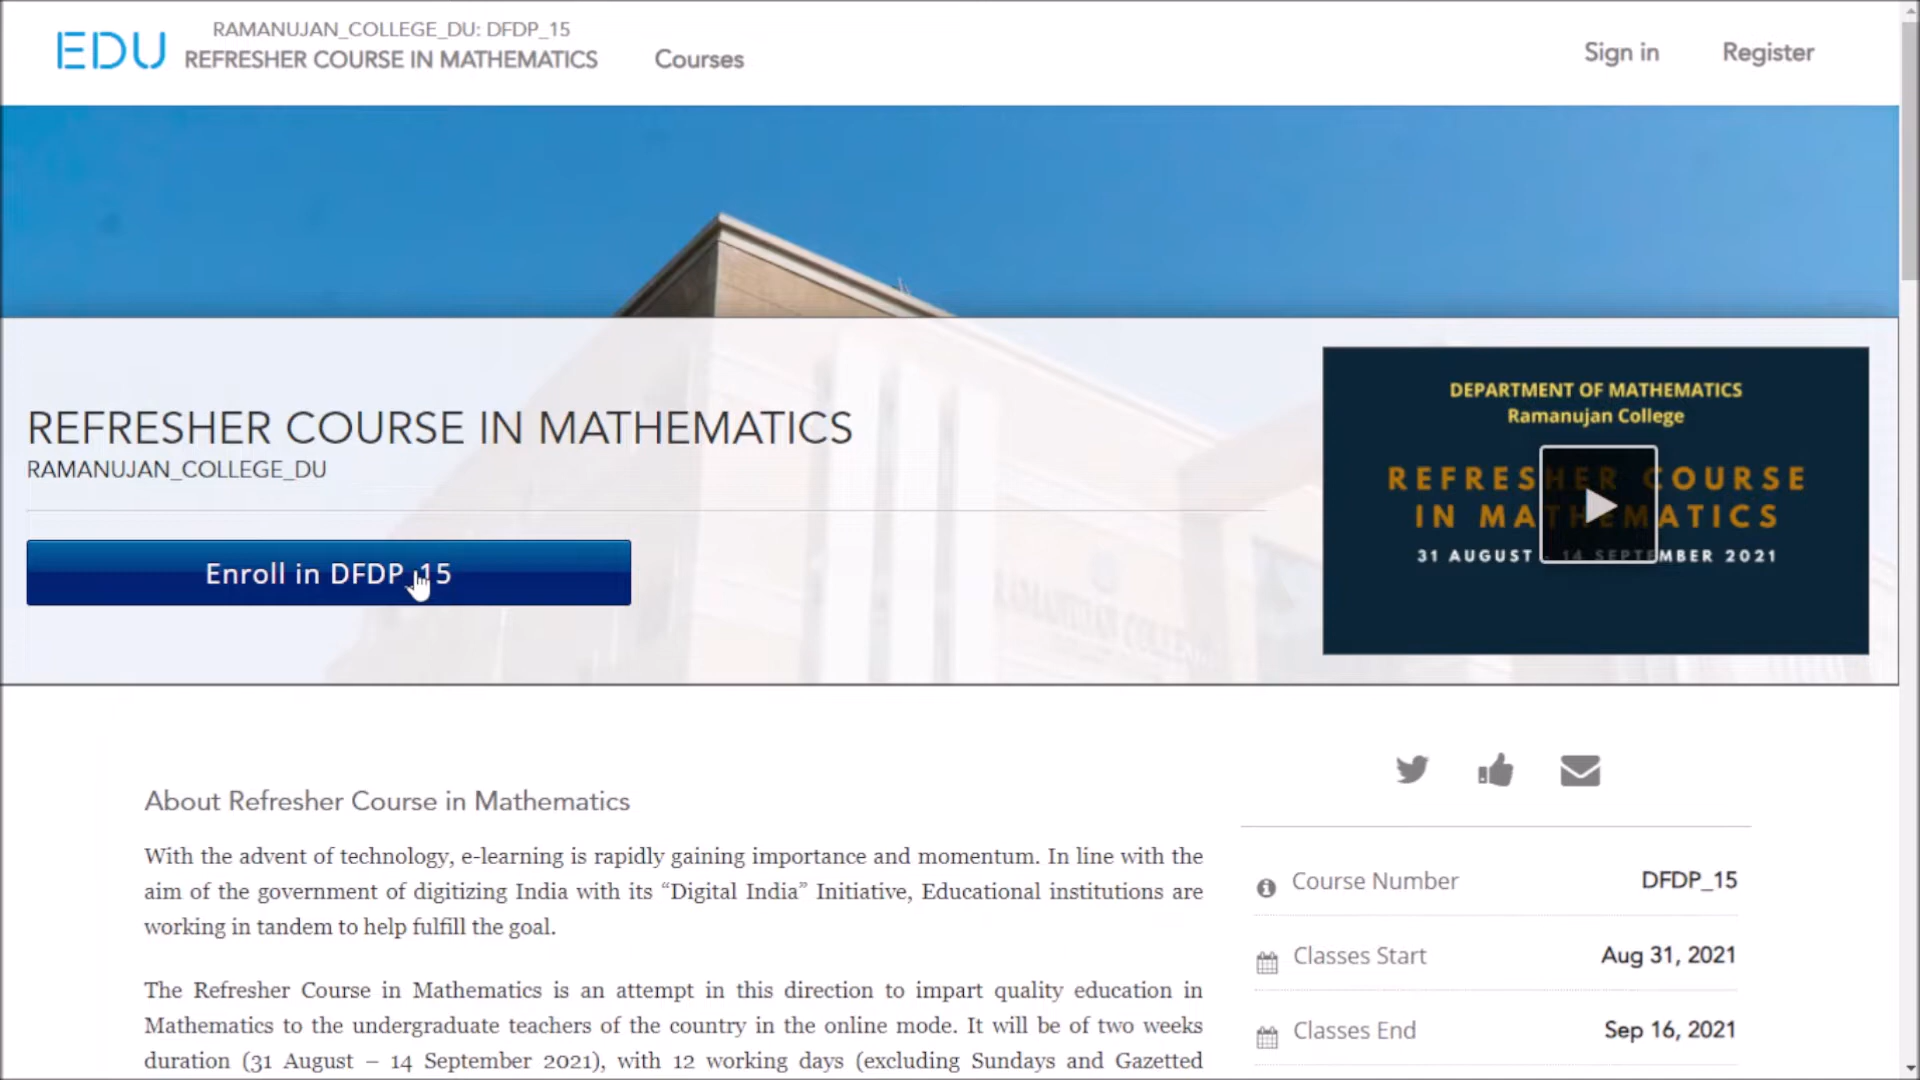 EDU
RAMANUJAN_COLLEGE_DU: DFDP_15
REFRESHER COURSE IN MATHEMATICS
Courses
Sign in
Register
REFRESHER COURSE IN MATHEMATICS
RAMANUJAN_COLLEGE_DU
Enroll in DFDP_15
DEPARTMENT OF MATHEMATICS
Ramanujan College
REFRESHER COURSE
IN MATHEMATICS
31 AUGUST - 14 SEPTEMBER 2021
RAMANUJAN COLLEGE
About Refresher Course in Mathematics
With the advent of technology, e-learning is rapidly gaining importance and momentum. In line with the
aim of the government of digitizing India with its “Digital India” Initiative, Educational institutions are
working in tandem to help fulfill the goal.
The Refresher Course in Mathematics is an attempt in this direction to impart quality education in
Mathematics to the undergraduate teachers of the country in the online mode. It will be of two weeks
duration (31 August – 14 September 2021), with 12 working days (excluding Sundays and Gazetted
Course Number DFDP_15
Classes Start Aug 31, 2021
Classes End Sep 16, 2021